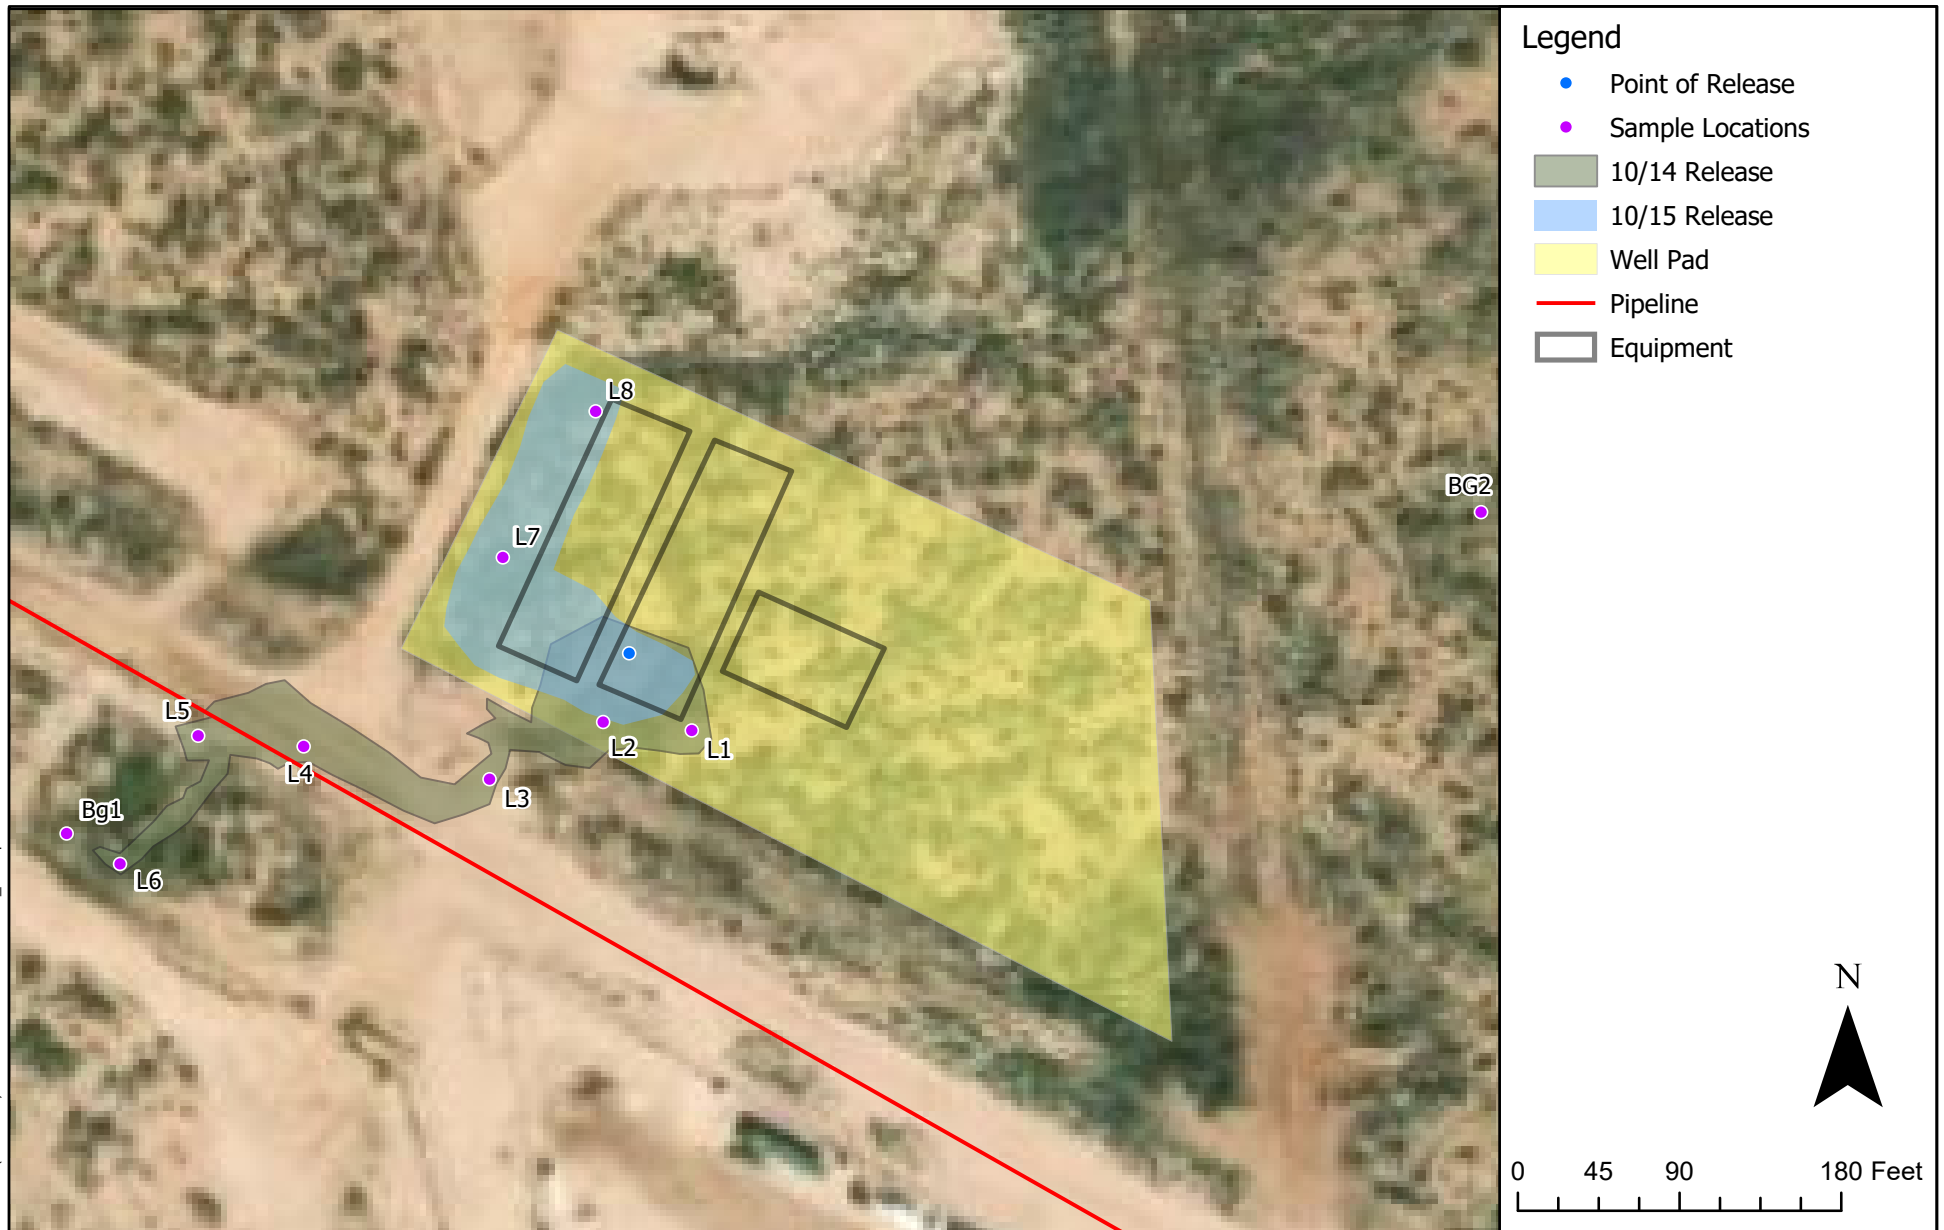 Legend
Point of Release
Sample Locations
10/14 Release
10/15 Release
Well Pad
Pipeline
Equipment
L8
BG2
L7
L5
L2
L1
L4
L3
Bg1
L6
N
0 45 90 180 Feet